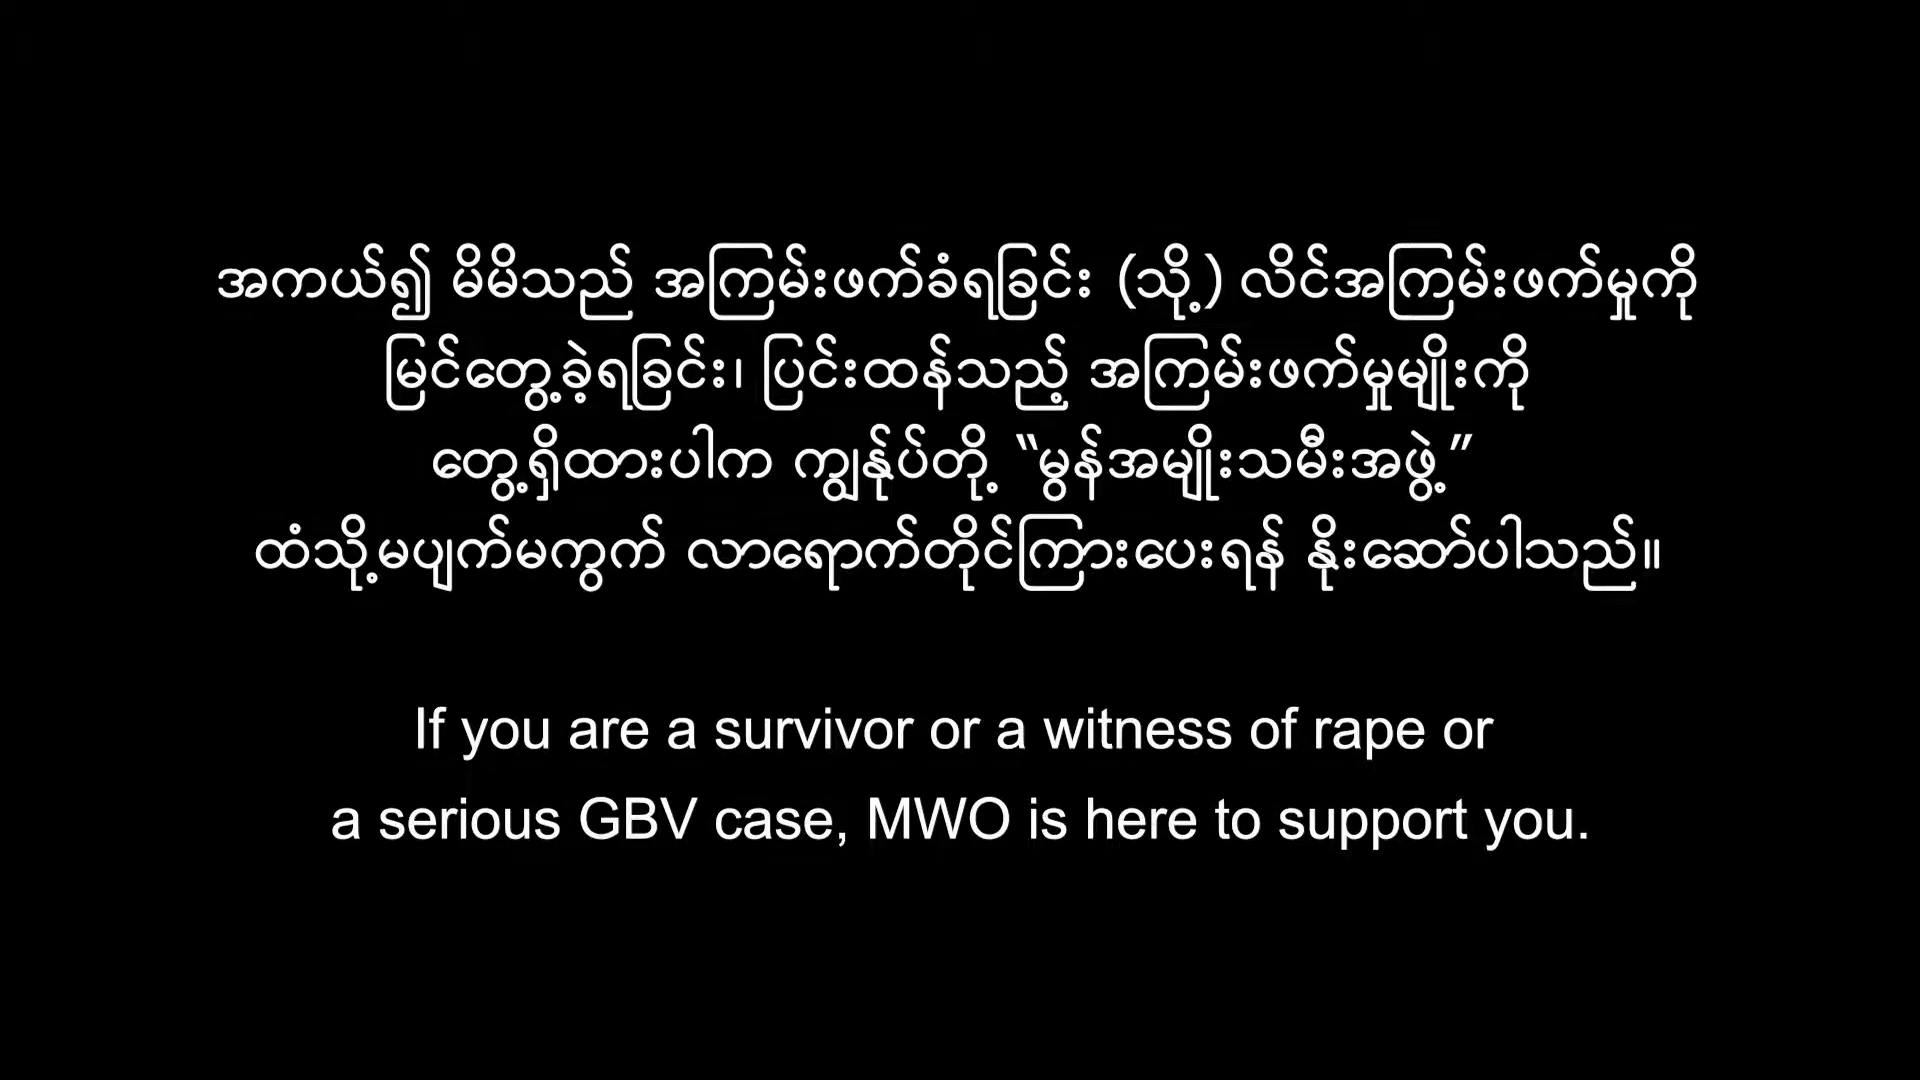 အကယ်၍ မိမိသည် အကြမ်းဖက်ခံရခြင်း (သို့) လိင်အကြမ်းဖက်မှုကို
မြင်တွေ့ခဲ့ရခြင်း၊ ပြင်းထန်သည့် အကြမ်းဖက်မှုမျိုးကို
တွေ့ရှိထားပါက ကျွန်ုပ်တို့ “မွန်အမျိုးသမီးအဖွဲ့”
ထံသို့မပျက်မကွက် လာရောက်တိုင်ကြားပေးရန် နှိုးဆော်ပါသည်။
If you are a survivor or a witness of rape or
a serious GBV case, MWO is here to support you.